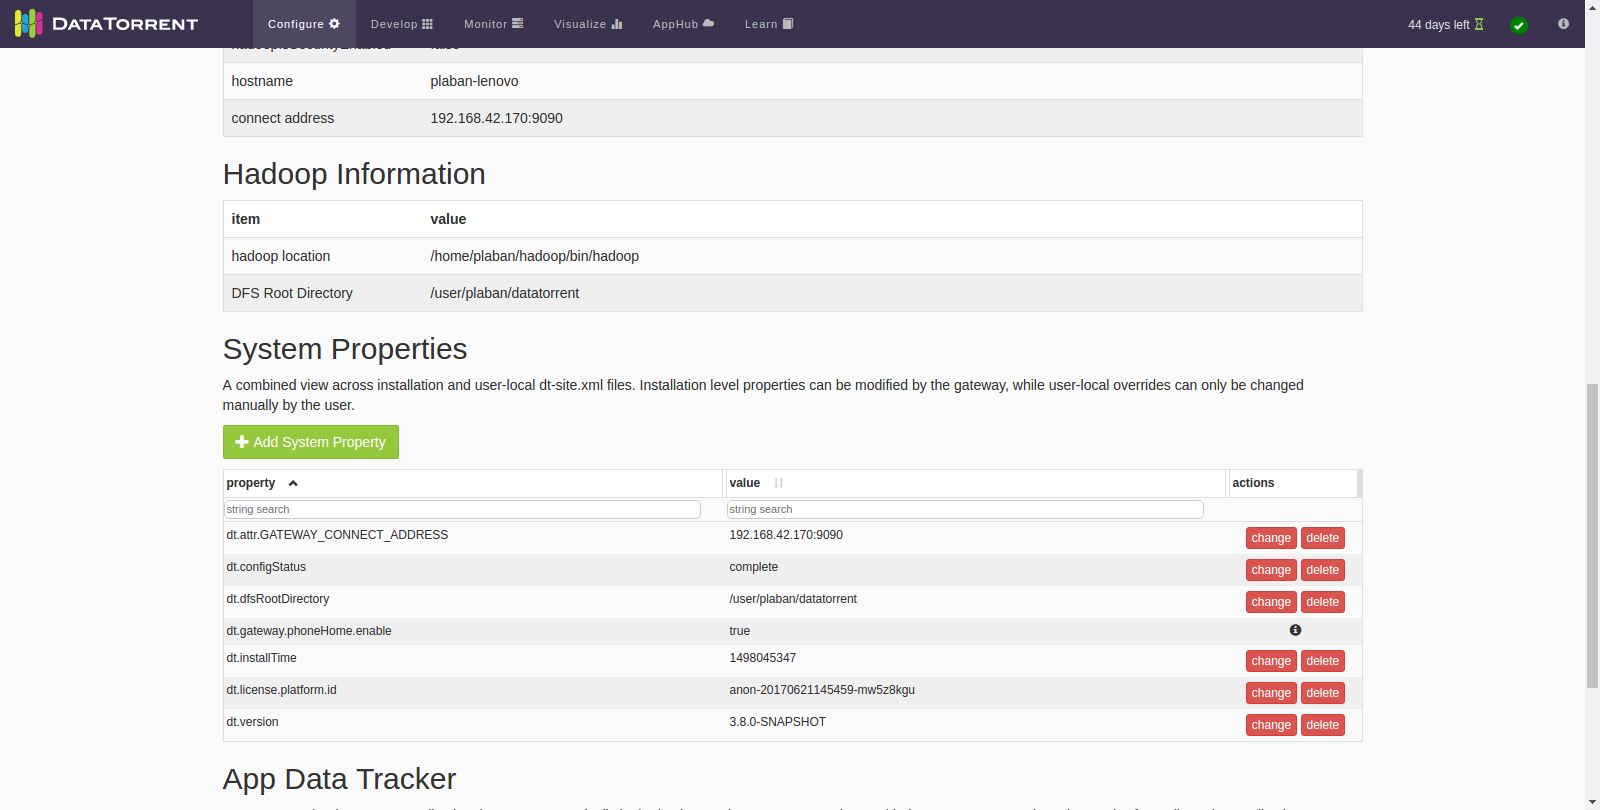 DATATORRENT Configure Develop Monitor Visualize AppHub Learn 44 days left
hostname plaban-lenovo
connect address 192.168.42.170:9090
Hadoop Information
item value
hadoop location /home/plaban/hadoop/bin/hadoop
DFS Root Directory /user/plaban/datatorrent
System Properties
A combined view across installation and user-local dt-site.xml files. Installation level properties can be modified by the gateway, while user-local overrides can only be changed
manually by the user.
Add System Property
property value actions
string search string search
dt.attr.GATEWAY_CONNECT_ADDRESS 192.168.42.170:9090 change delete
dt.configStatus complete change delete
dt.dfsRootDirectory /user/plaban/datatorrent change delete
dt.gateway.phoneHome.enable true
dt.installTime 1498045347 change delete
dt.license.platform.id anon-20170621145459-mw5z8kgu change delete
dt.version 3.8.0-SNAPSHOT change delete
App Data Tracker